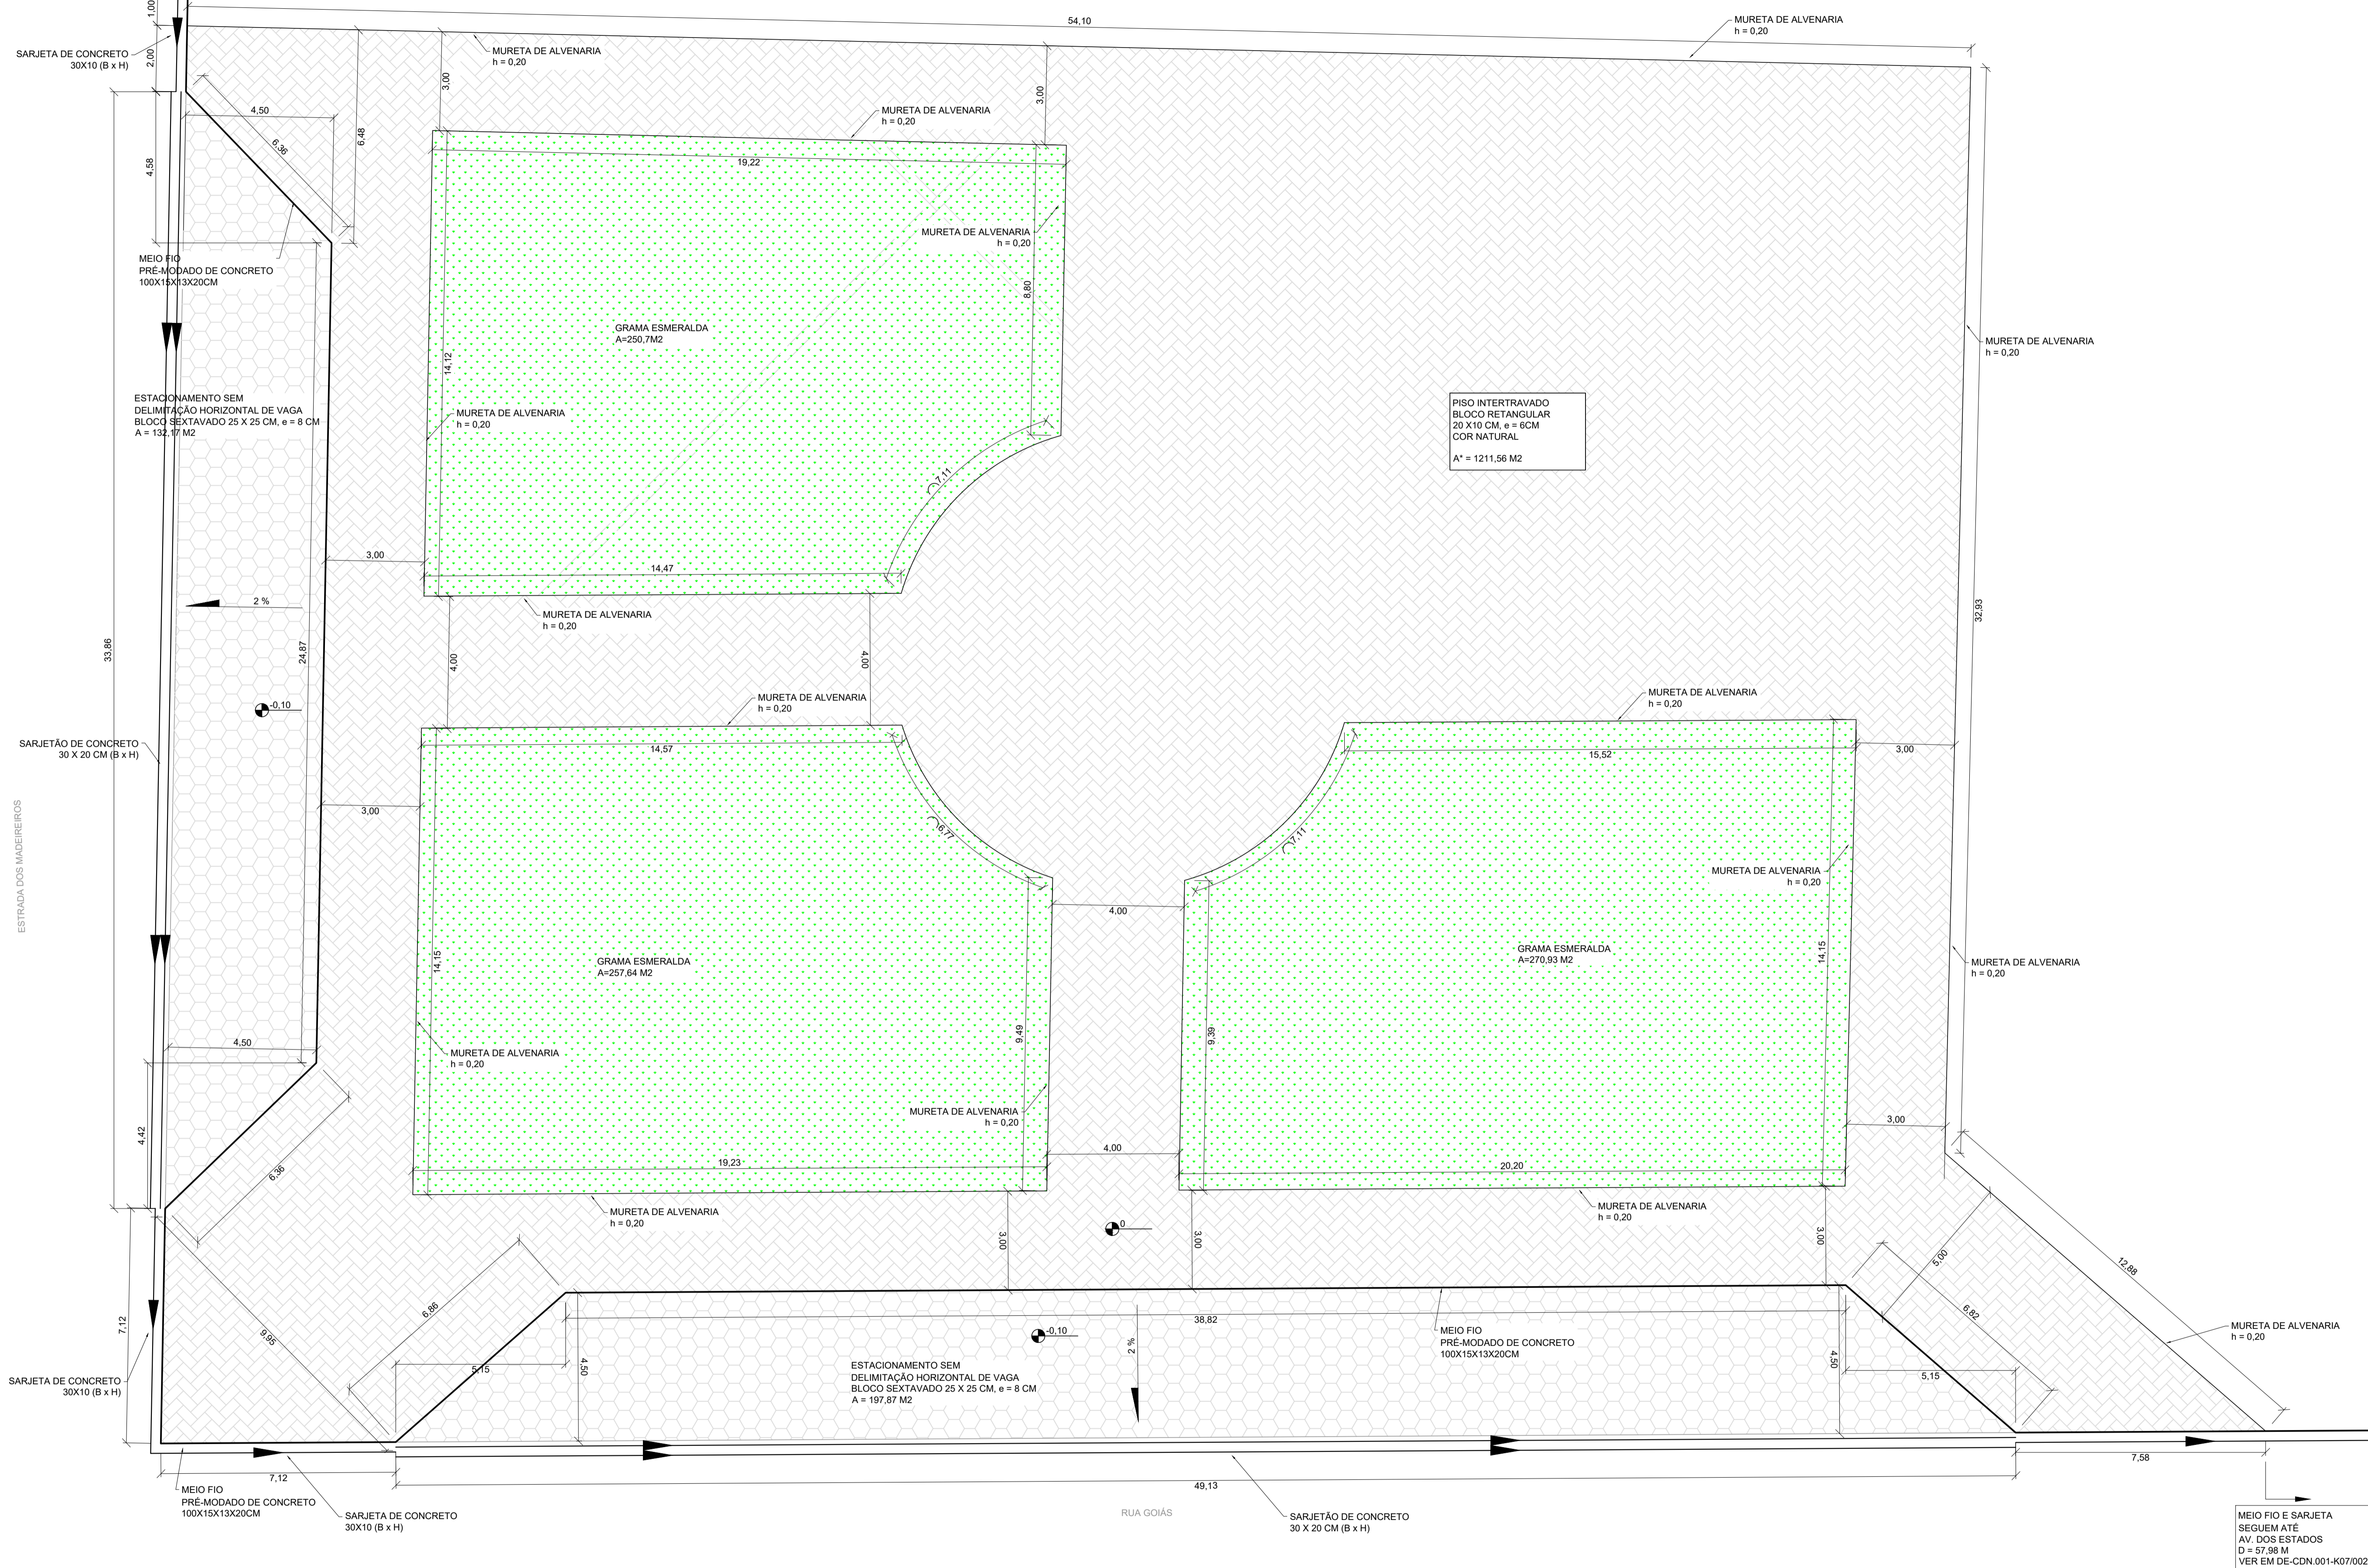 1,00
54,10
MURETA DE ALVENARIA
h = 0,20
SARJETA DE CONCRETO
30X10 (B x H)
2,00
MURETA DE ALVENARIA
h = 0,20
3,00
3,00
4,50
6,36
6,48
4,58
MURETA DE ALVENARIA
h = 0,20
19,22
MURETA DE ALVENARIA
h = 0,20
MEIO FIO
PRÉ-MODADO DE CONCRETO
100X15X13X20CM
8,80
GRAMA ESMERALDA
A=250,7M2
MURETA DE ALVENARIA
h = 0,20
14,12
ESTACIONAMENTO SEM
DELIMITAÇÃO HORIZONTAL DE VAGA
BLOCO SEXTAVADO 25 X 25 CM, e = 8 CM
A = 132,17 M2
MURETA DE ALVENARIA
h = 0,20
PISO INTERTRAVADO
BLOCO RETANGULAR
20 X10 CM, e = 6CM
COR NATURAL
A* = 1211,56 M2
7,11
3,00
14,47
2 %
MURETA DE ALVENARIA
h = 0,20
32,93
33,86
24,87
4,00
4,00
-0,10
MURETA DE ALVENARIA
h = 0,20
MURETA DE ALVENARIA
h = 0,20
SARJETÃO DE CONCRETO
30 X 20 CM (B x H)
14,57
15,52
3,00
3,00
6,77
7,11
ESTRADA DOS MADEIREIROS
MURETA DE ALVENARIA
h = 0,20
4,00
14,15
GRAMA ESMERALDA
A=257,64 M2
GRAMA ESMERALDA
A=270,93 M2
14,15
MURETA DE ALVENARIA
h = 0,20
9,49
9,39
4,50
MURETA DE ALVENARIA
h = 0,20
MURETA DE ALVENARIA
h = 0,20
3,00
4,42
6,36
4,00
19,23
20,20
MURETA DE ALVENARIA
h = 0,20
MURETA DE ALVENARIA
h = 0,20
0
3,00
3,00
3,00
5,00
12,88
6,86
6,82
7,12
9,95
38,82
-0,10
2 %
MEIO FIO
PRÉ-MODADO DE CONCRETO
100X15X13X20CM
MURETA DE ALVENARIA
h = 0,20
5,15
4,50
ESTACIONAMENTO SEM
DELIMITAÇÃO HORIZONTAL DE VAGA
BLOCO SEXTAVADO 25 X 25 CM, e = 8 CM
A = 197,87 M2
4,50
5,15
SARJETA DE CONCRETO
30X10 (B x H)
7,12
49,13
7,58
MEIO FIO
PRÉ-MODADO DE CONCRETO
100X15X13X20CM
SARJETA DE CONCRETO
30X10 (B x H)
RUA GOIÁS
SARJETÃO DE CONCRETO
30 X 20 CM (B x H)
MEIO FIO E SARJETA
SEGUEM ATÉ
AV. DOS ESTADOS
D = 57,98 M
VER EM DE-CDN.001-K07/002